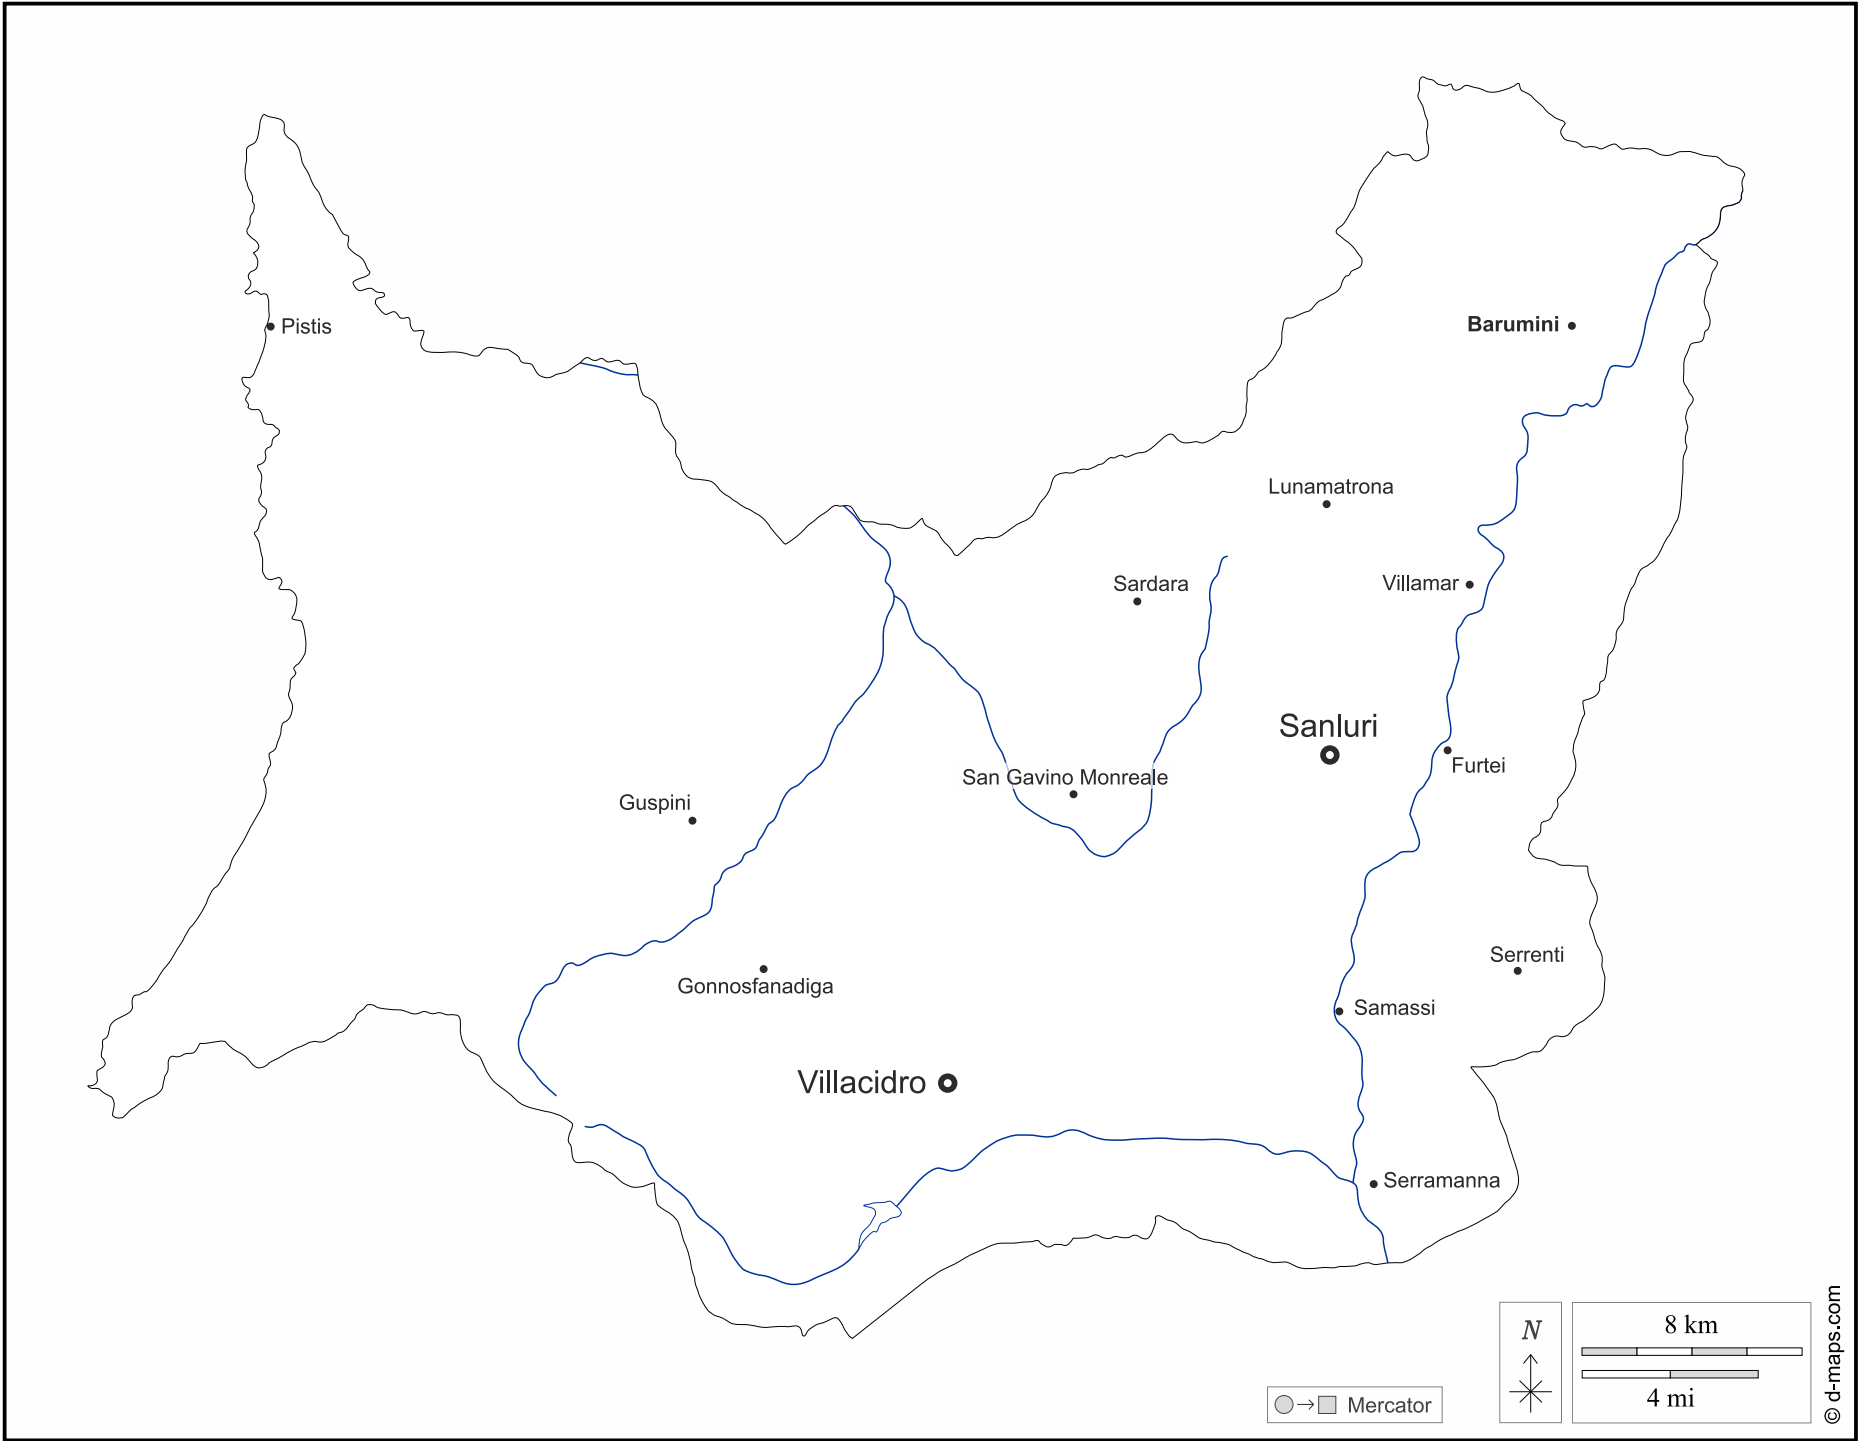 Pistis
Barumini
Lunamatrona
Sardara
Villamar
Sanluri
Furtei
San Gavino Monreale
Guspini
Serrenti
Gonnosfanadiga
Samassi
Villacidro
Serramanna
N
8 km
4 mi
Mercator
© d-maps.com